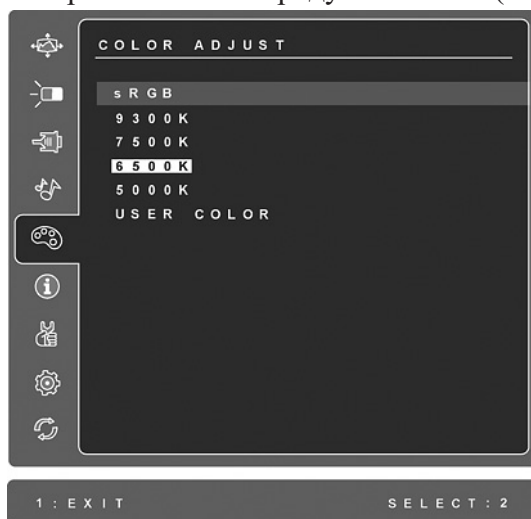 COLOR ADJUST
sRGB
9300K
7500K
6500K
5000K
USER COLOR
1:EXIT SELECT:2